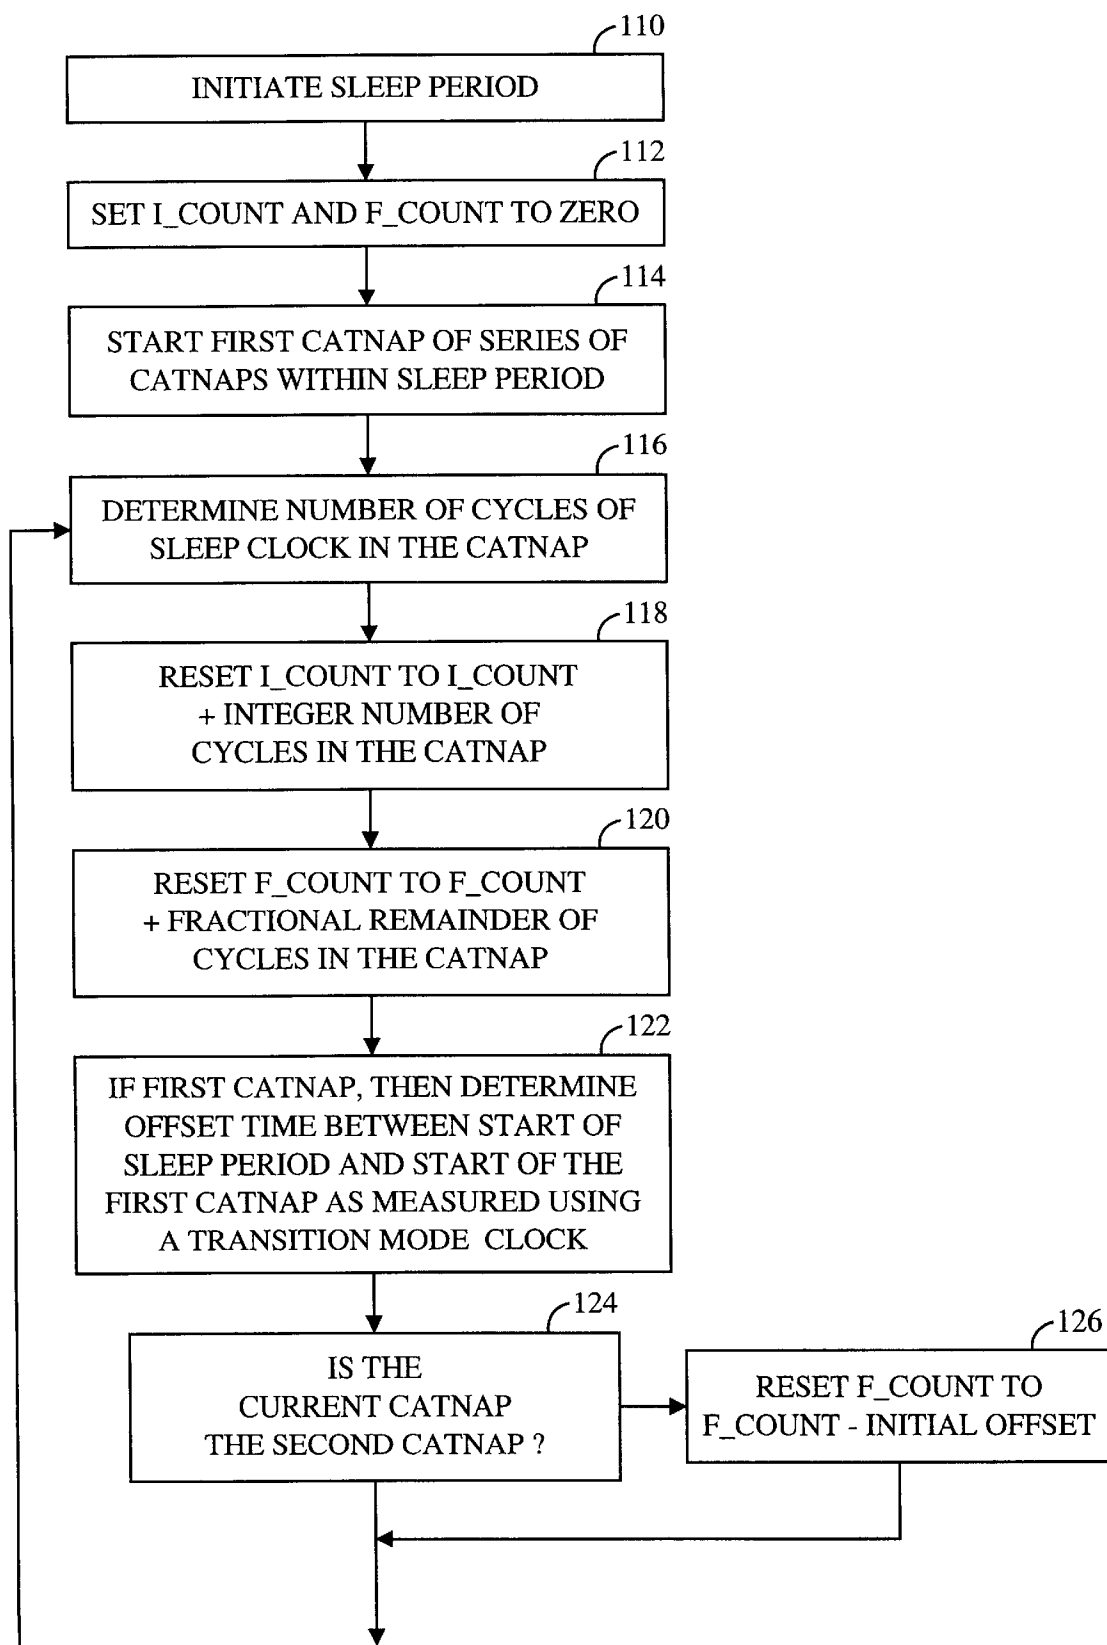 110
INITIATE SLEEP PERIOD
112
SET I_COUNT AND F_COUNT TO ZERO
114
START FIRST CATNAP OF SERIES OF
CATNAPS WITHIN SLEEP PERIOD
116
DETERMINE NUMBER OF CYCLES OF
SLEEP CLOCK IN THE CATNAP
118
RESET I_COUNT TO I_COUNT
+ INTEGER NUMBER OF
CYCLES IN THE CATNAP
120
RESET F_COUNT TO F_COUNT
+ FRACTIONAL REMAINDER OF
CYCLES IN THE CATNAP
122
IF FIRST CATNAP, THEN DETERMINE
OFFSET TIME BETWEEN START OF
SLEEP PERIOD AND START OF THE
FIRST CATNAP AS MEASURED USING
A TRANSITION MODE CLOCK
124
IS THE
CURRENT CATNAP
THE SECOND CATNAP ?
126
RESET F_COUNT TO
F_COUNT - INITIAL OFFSET